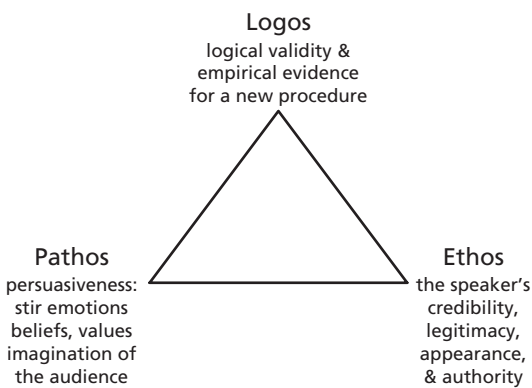 Logos
logical validity &
empirical evidence
for a new procedure
Pathos
persuasiveness:
stir emotions
beliefs, values
imagination of
the audience
Ethos
the speaker's
credibility,
legitimacy,
appearance,
& authority